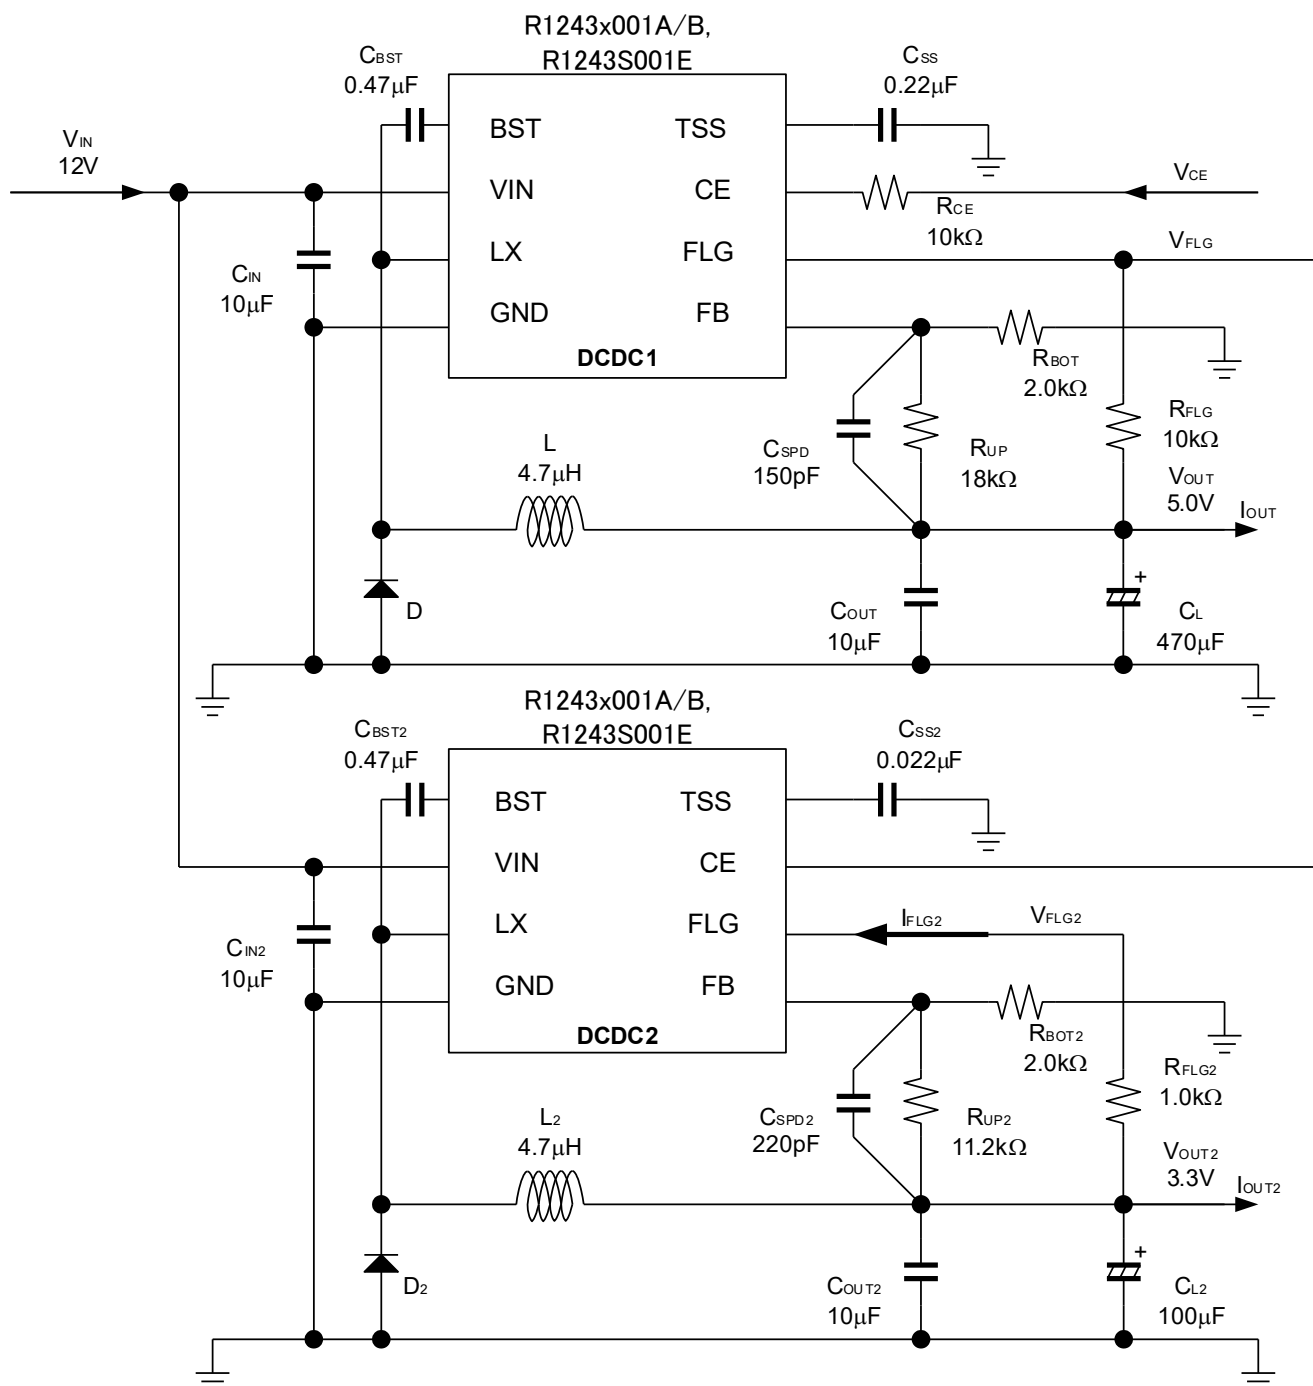 R1243x001A/B,
R1243S001E
CBST
0.47μF
CSS
0.22μF
VIN
12V
BST
TSS
VIN
CE
VCE
RCE
10kΩ
LX
FLG
VFLG
CIN
10μF
GND
FB
DCDC1
RBOT
2.0kΩ
RFLG
10kΩ
L
4.7μH
CSPD
150pF
RUP
18kΩ
VOUT
5.0V
IOUT
D
COUT
10μF
+
CL
470μF
R1243x001A/B,
R1243S001E
CBST2
0.47μF
CSS2
0.022μF
BST
TSS
VIN
CE
LX
FLG
IFLG2
VFLG2
CIN2
10μF
GND
FB
DCDC2
RBOT2
2.0kΩ
RFLG2
1.0kΩ
L2
4.7μH
CSPD2
220pF
RUP2
11.2kΩ
VOUT2
3.3V
IOUT2
D2
COUT2
10μF
+
CL2
100μF